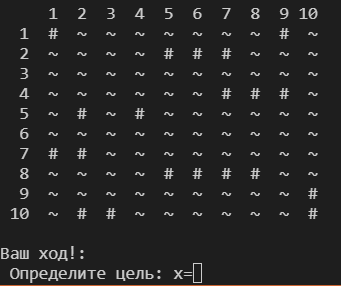 1 2 3 4 5 6 7 8 9 10
1 # ~ ~ ~ ~ ~ ~ ~ # ~
2 ~ ~ ~ ~ # # # ~ ~ ~
3 ~ ~ ~ ~ ~ ~ ~ ~ ~ ~
4 ~ ~ ~ ~ ~ ~ # # # ~
5 ~ # ~ # ~ ~ ~ ~ ~ ~
6 ~ ~ ~ ~ ~ ~ ~ ~ ~ ~
7 # # ~ ~ ~ ~ ~ ~ ~ ~
8 ~ ~ ~ ~ # # # # ~ ~
9 ~ ~ ~ ~ ~ ~ ~ ~ ~ #
10 ~ # # ~ ~ ~ ~ ~ ~ #
Ваш ход!:
Определите цель: x=